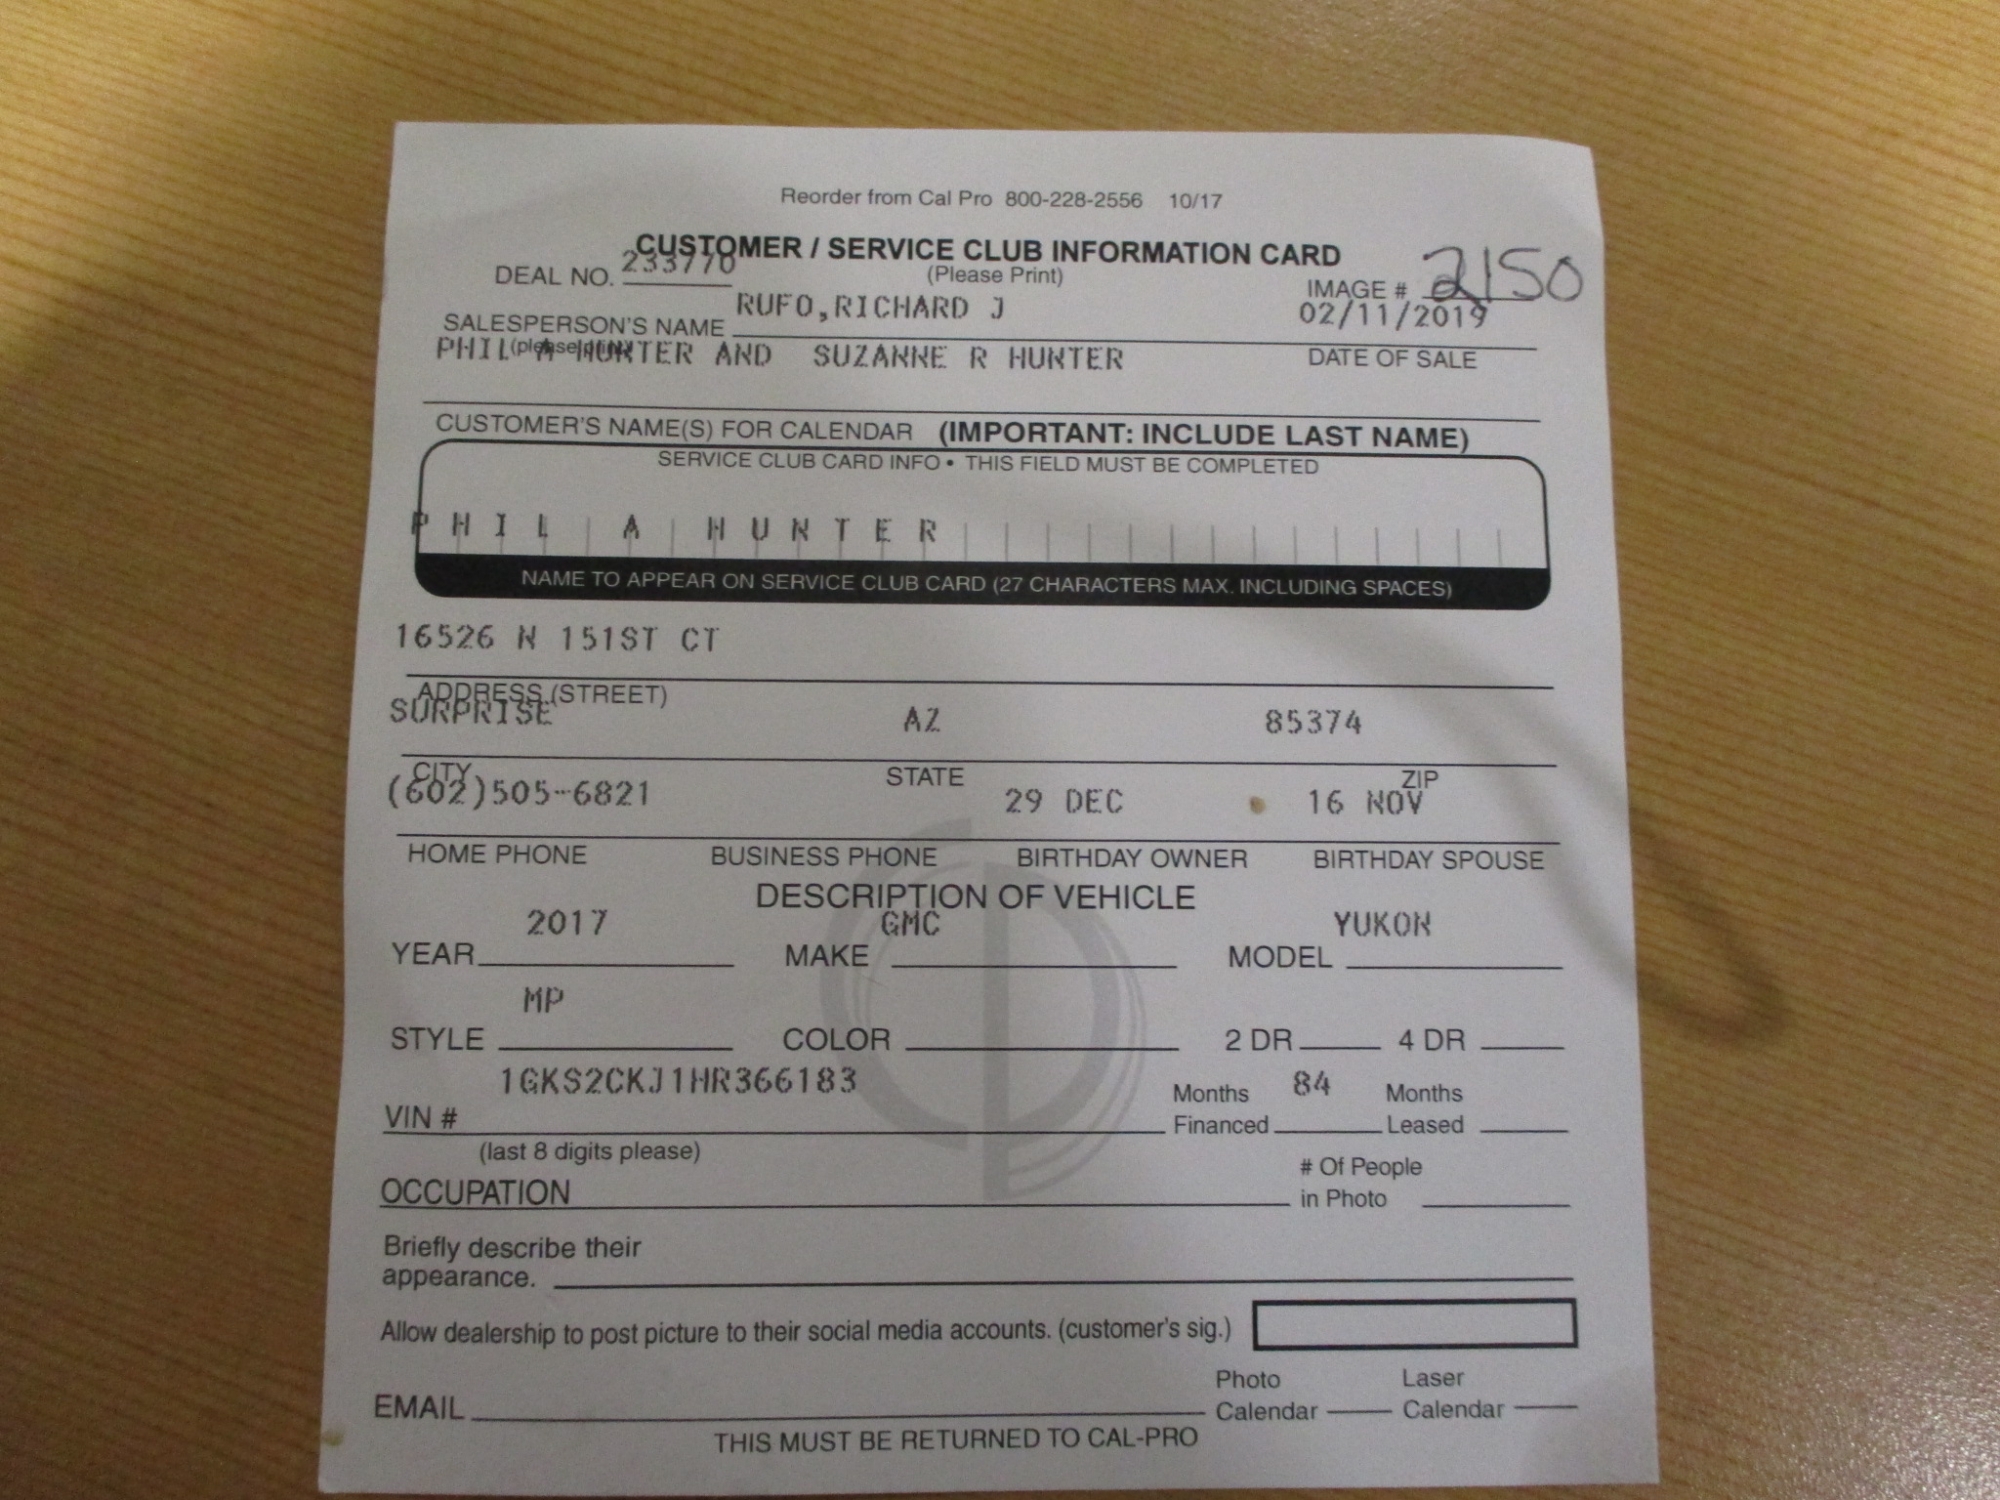 Reorder from Cal Pro 800-228-2556 10/17
CUSTOMER / SERVICE CLUB INFORMATION CARD
DEAL NO. 233770 (Please Print) IMAGE # 2150
SALESPERSON'S NAME RUFO,RICHARD J 02/11/2019
(please print) DATE OF SALE
PHIL A HUNTER AND SUZANNE R HUNTER
CUSTOMER'S NAME(S) FOR CALENDAR (IMPORTANT: INCLUDE LAST NAME)
SERVICE CLUB CARD INFO • THIS FIELD MUST BE COMPLETED
PHIL A HUNTER
NAME TO APPEAR ON SERVICE CLUB CARD (27 CHARACTERS MAX. INCLUDING SPACES)
16526 N 151ST CT
ADDRESS (STREET)
SURPRISE AZ 85374
CITY STATE ZIP
(602)505-6821 29 DEC 16 NOV
HOME PHONE BUSINESS PHONE BIRTHDAY OWNER BIRTHDAY SPOUSE
DESCRIPTION OF VEHICLE
YEAR 2017 MAKE GMC MODEL YUKON
STYLE MP COLOR 2 DR 4 DR
VIN # 1GKS2CKJ1HR366183 Months Financed 84 Months Leased
(last 8 digits please)
OCCUPATION # Of People in Photo
Briefly describe their
appearance.
Allow dealership to post picture to their social media accounts. (customer's sig.)
EMAIL Photo Calendar Laser Calendar
THIS MUST BE RETURNED TO CAL-PRO